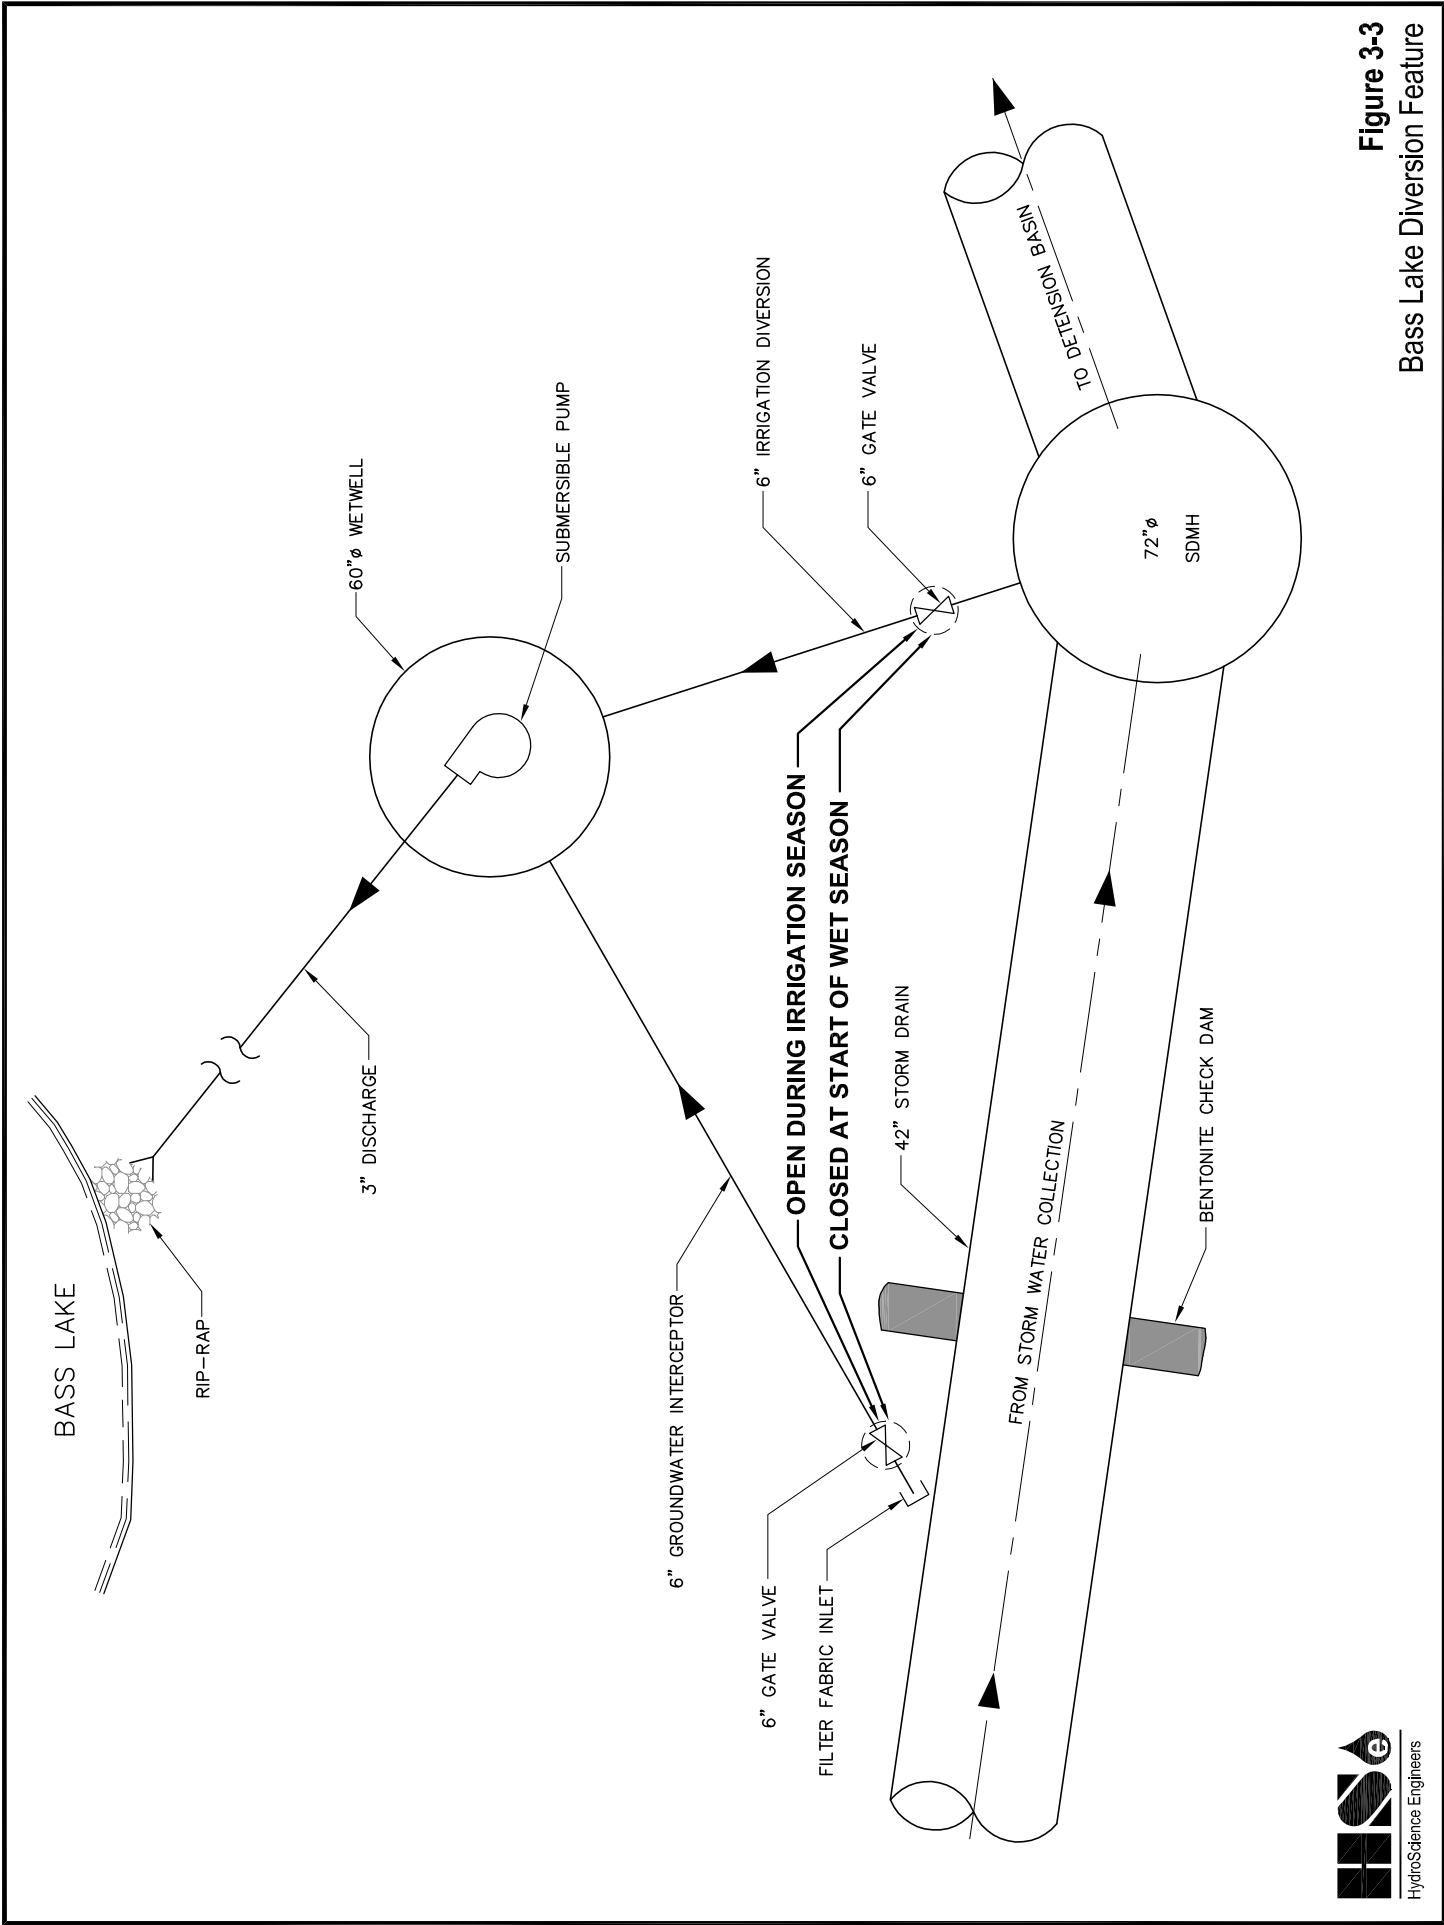 BASS LAKE
RIP-RAP
3" DISCHARGE
60"ø WETWELL
SUBMERSIBLE PUMP
6" GROUNDWATER INTERCEPTOR
6" IRRIGATION DIVERSION
6" GATE VALVE
OPEN DURING IRRIGATION SEASON
CLOSED AT START OF WET SEASON
6" GATE VALVE
FILTER FABRIC INLET
42" STORM DRAIN
FROM STORM WATER COLLECTION
BENTONITE CHECK DAM
72"ø
SDMH
TO DETENSION BASIN
HSe
HydroScience Engineers
Figure 3-3
Bass Lake Diversion Feature